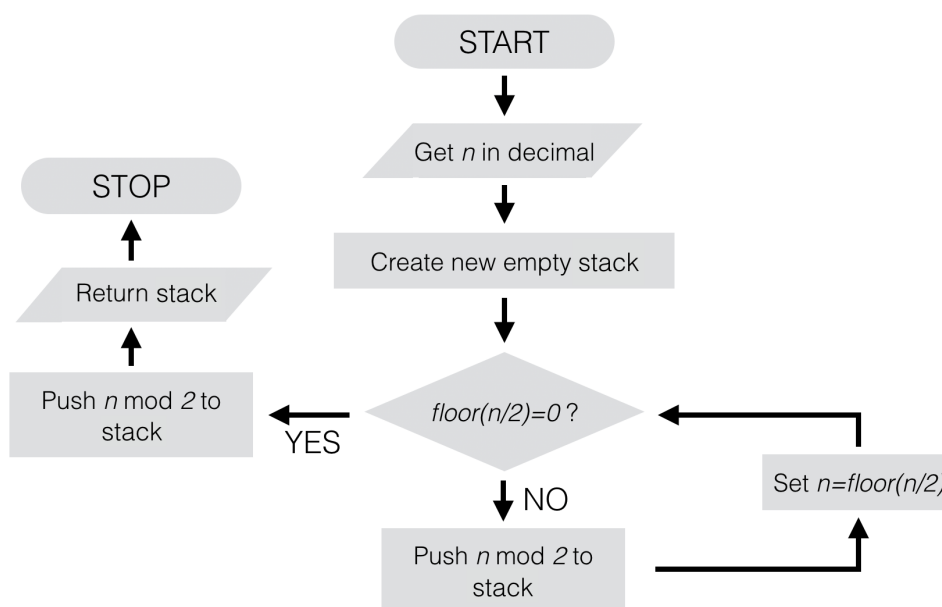 START
Get n in decimal
Create new empty stack
floor(n/2)=0 ?
YES
Push n mod 2 to
stack
Return stack
STOP
NO
Push n mod 2 to
stack
Set n=floor(n/2)